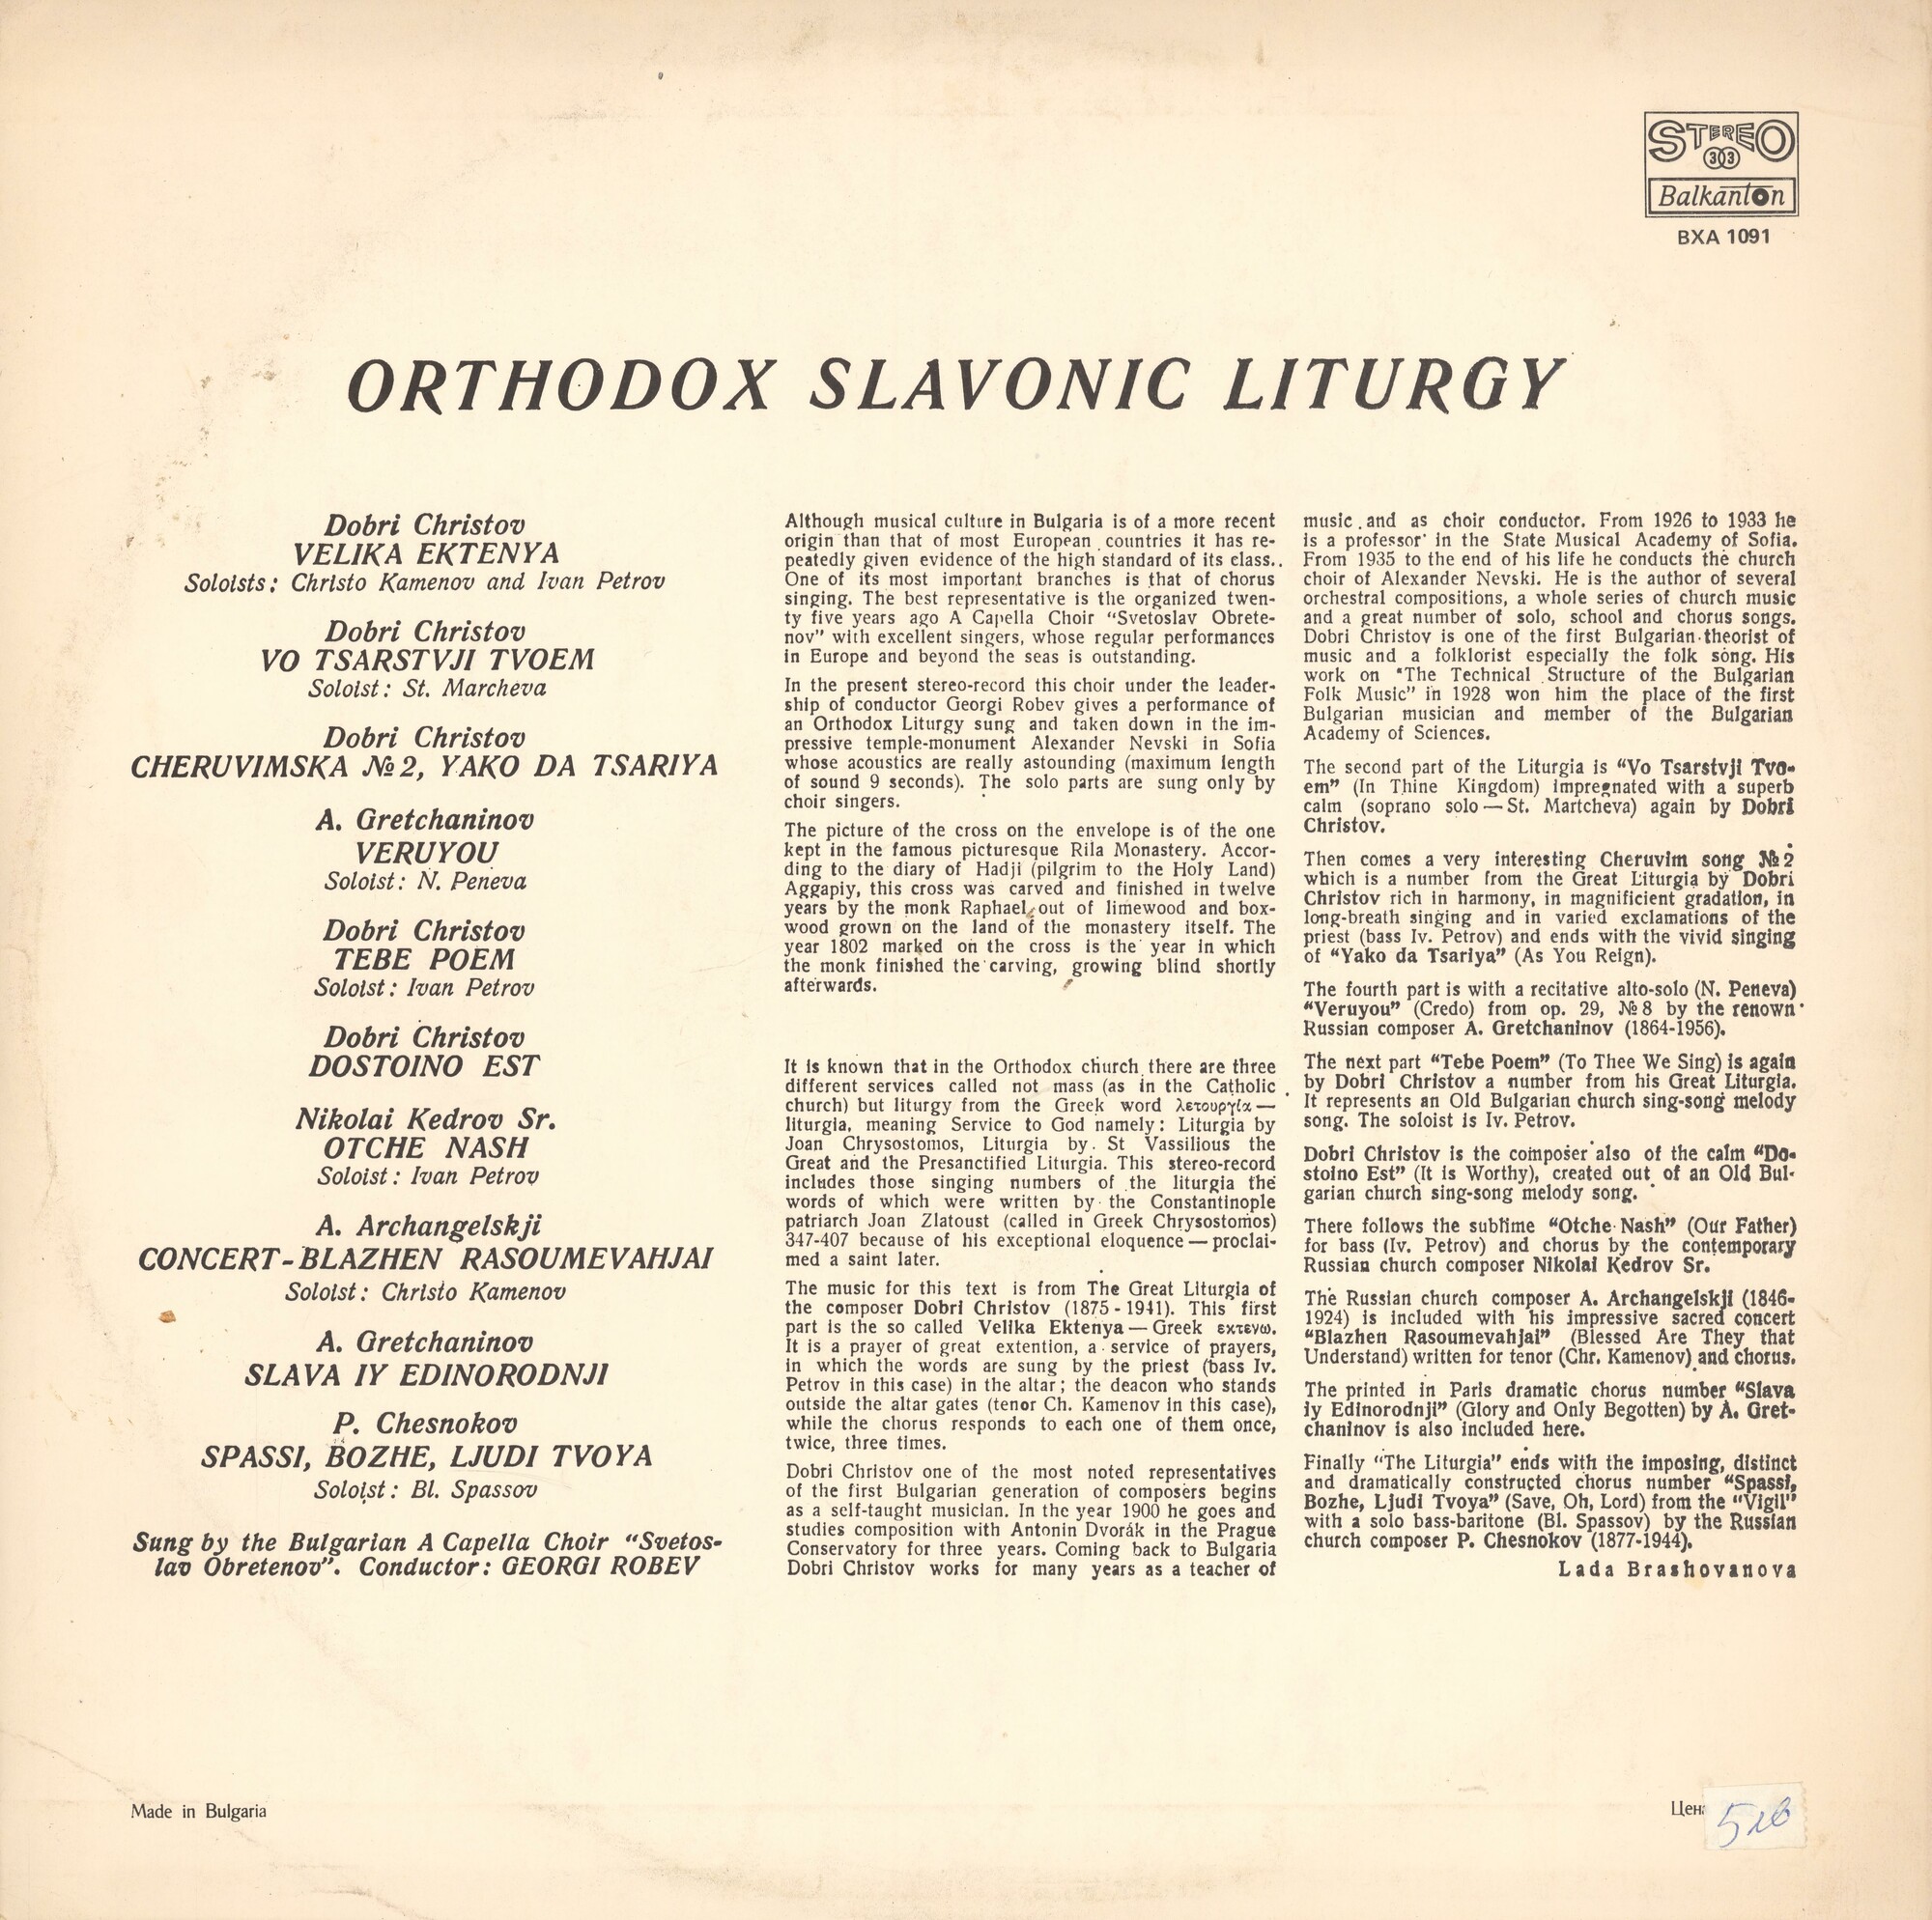 STEREO
33
Balkanton
BXA 1091
ORTHODOX SLAVONIC LITURGY
Dobri Christov
VELIKA EKTENYA
Soloists: Christo Kamenov and Ivan Petrov
Dobri Christov
VO TSARSTVJI TVOEM
Soloist: St. Marcheva
Dobri Christov
CHERUVIMSKA №2, YAKO DA TSARIYA
A. Gretchaninov
VERUYOU
Soloist: N. Peneva
Dobri Christov
TEBE POEM
Soloist: Ivan Petrov
Dobri Christov
DOSTOINO EST
Nikolai Kedrov Sr.
OTCHE NASH
Soloist: Ivan Petrov
A. Archangelskji
CONCERT-BLAZHEN RASOUMEVAHJAI
Soloist: Christo Kamenov
A. Gretchaninov
SLAVA IY EDINORODNJI
P. Chesnokov
SPASSI, BOZHE, LJUDI TVOYA
Soloist: Bl. Spassov
Sung by the Bulgarian A Capella Choir "Svetos-
lav Obretenov". Conductor: GEORGI ROBEV
Although musical culture in Bulgaria is of a more recent
origin than that of most European countries it has re-
peatedly given evidence of the high standard of its class..
One of its most important branches is that of chorus
singing. The best representative is the organized twen-
ty five years ago A Capella Choir "Svetoslav Obrete-
nov" with excellent singers, whose regular performances
in Europe and beyond the seas is outstanding.
In the present stereo-record this choir under the leader-
ship of conductor Georgi Robev gives a performance of
an Orthodox Liturgy sung and taken down in the im-
pressive temple-monument Alexander Nevski in Sofia
whose acoustics are really astounding (maximum length
of sound 9 seconds). The solo parts are sung only by
choir singers.
The picture of the cross on the envelope is of the one
kept in the famous picturesque Rila Monastery. Accor-
ding to the diary of Hadji (pilgrim to the Holy Land)
Aggapiy, this cross was carved and finished in twelve
years by the monk Raphael out of limewood and box-
wood grown on the land of the monastery itself. The
year 1802 marked on the cross is the year in which
the monk finished the carving, growing blind shortly
afterwards.
It is known that in the Orthodox church there are three
different services called not mass (as in the Catholic
church) but liturgy from the Greek word λετουργία —
liturgia, meaning Service to God namely: Liturgia by
Joan Chrysostomos, Liturgia by St Vassilious the
Great and the Presanctified Liturgia. This stereo-record
includes those singing numbers of the liturgia the
words of which were written by the Constantinople
patriarch Joan Zlatoust (called in Greek Chrysostomos)
347-407 because of his exceptional eloquence — proclai-
med a saint later.
The music for this text is from The Great Liturgia of
the composer Dobri Christov (1875 - 1941). This first
part is the so called Velika Ektenya — Greek εκτενω.
It is a prayer of great extention, a service of prayers,
in which the words are sung by the priest (bass Iv.
Petrov in this case) in the altar; the deacon who stands
outside the altar gates (tenor Ch. Kamenov in this case),
while the chorus responds to each one of them once,
twice, three times.
Dobri Christov one of the most noted representatives
of the first Bulgarian generation of composers begins
as a self-taught musician. In the year 1900 he goes and
studies composition with Antonin Dvorák in the Prague
Conservatory for three years. Coming back to Bulgaria
Dobri Christov works for many years as a teacher of
music and as choir conductor. From 1926 to 1933 he
is a professor in the State Musical Academy of Sofia.
From 1935 to the end of his life he conducts the church
choir of Alexander Nevski. He is the author of several
orchestral compositions, a whole series of church music
and a great number of solo, school and chorus songs.
Dobri Christov is one of the first Bulgarian theorist of
music and a folklorist especially the folk song. His
work on "The Technical Structure of the Bulgarian
Folk Music" in 1928 won him the place of the first
Bulgarian musician and member of the Bulgarian
Academy of Sciences.
The second part of the Liturgia is "Vo Tsarstvji Tvo-
em" (In Thine Kingdom) impregnated with a superb
calm (soprano solo — St. Martcheva) again by Dobri
Christov.
Then comes a very interesting Cheruvim song №2
which is a number from the Great Liturgia by Dobri
Christov rich in harmony, in magnificient gradation, in
long-breath singing and in varied exclamations of the
priest (bass Iv. Petrov) and ends with the vivid singing
of "Yako da Tsariya" (As You Reign).
The fourth part is with a recitative alto-solo (N. Peneva)
"Veruyou" (Credo) from op. 29, №8 by the renown
Russian composer A. Gretchaninov (1864-1956).
The next part "Tebe Poem" (To Thee We Sing) is again
by Dobri Christov a number from his Great Liturgia.
It represents an Old Bulgarian church sing-song melody
song. The soloist is Iv. Petrov.
Dobri Christov is the composer also of the calm "Do-
stoino Est" (It is Worthy), created out of an Old Bul-
garian church sing-song melody song.
There follows the sublime "Otche Nash" (Our Father)
for bass (Iv. Petrov) and chorus by the contemporary
Russian church composer Nikolai Kedrov Sr.
The Russian church composer A. Archangelskji (1846-
1924) is included with his impressive sacred concert
"Blazhen Rasoumevahjai" (Blessed Are They that
Understand) written for tenor (Chr. Kamenov) and chorus.
The printed in Paris dramatic chorus number "Slava
iy Edinorodnji" (Glory and Only Begotten) by A. Gret-
chaninov is also included here.
Finally "The Liturgia" ends with the imposing, distinct
and dramatically constructed chorus number "Spassi,
Bozhe, Ljudi Tvoya" (Save, Oh, Lord) from the "Vigil"
with a solo bass-baritone (Bl. Spassov) by the Russian
church composer P. Chesnokov (1877-1944).
Lada Brashovanova
Made in Bulgaria